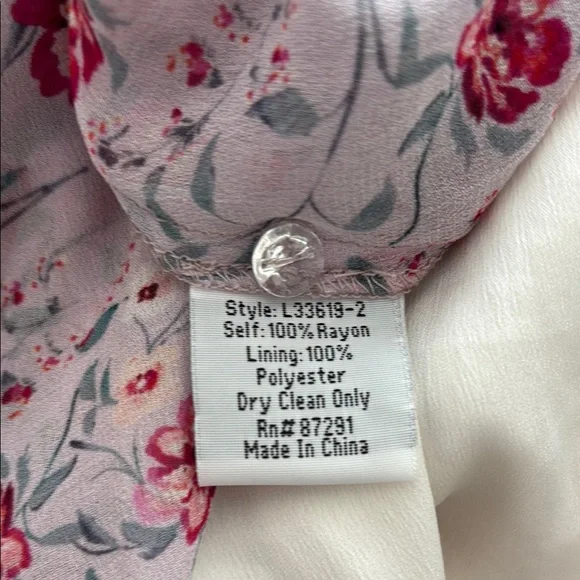 Style: L33619-2
Self: 100% Rayon
Lining: 100%
Polyester
Dry Clean Only
Rn# 87291
Made In China